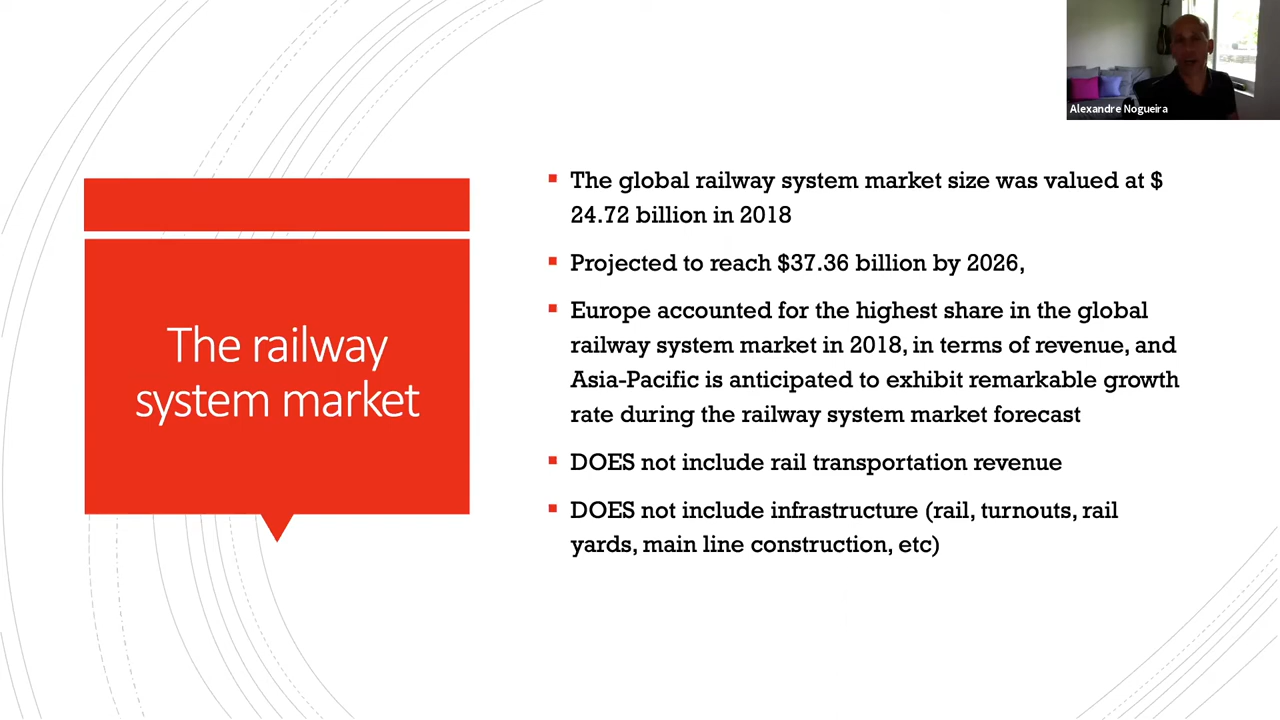 Alexandre Nogueira
The railway
system market
The global railway system market size was valued at $
24.72 billion in 2018
Projected to reach $37.36 billion by 2026,
Europe accounted for the highest share in the global
railway system market in 2018, in terms of revenue, and
Asia-Pacific is anticipated to exhibit remarkable growth
rate during the railway system market forecast
DOES not include rail transportation revenue
DOES not include infrastructure (rail, turnouts, rail
yards, main line construction, etc)